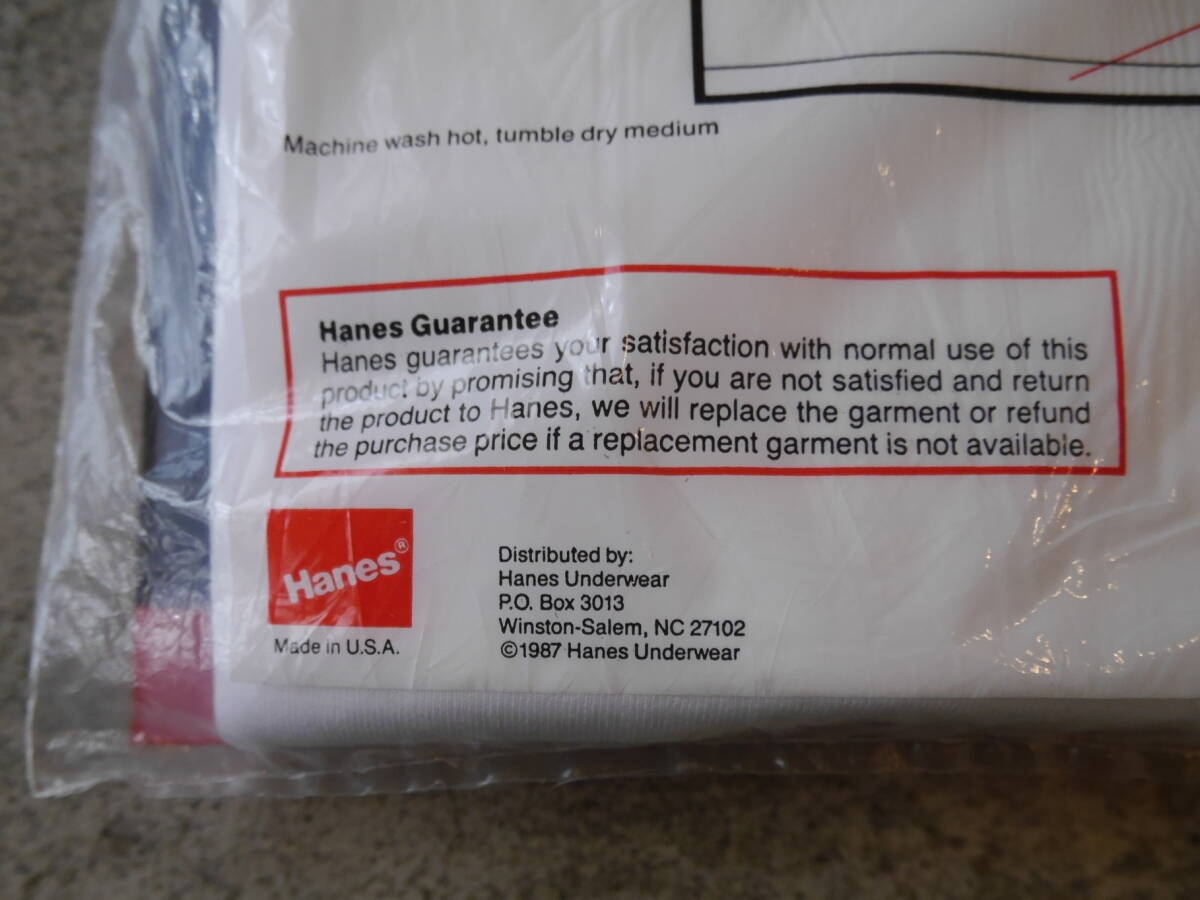 Machine wash hot, tumble dry medium
Hanes Guarantee
Hanes guarantees your satisfaction with normal use of this
product by promising that, if you are not satisfied and return
the product to Hanes, we will replace the garment or refund
the purchase price if a replacement garment is not available.
Hanes®
Made in U.S.A.
Distributed by:
Hanes Underwear
P.O. Box 3013
Winston-Salem, NC 27102
©1987 Hanes Underwear